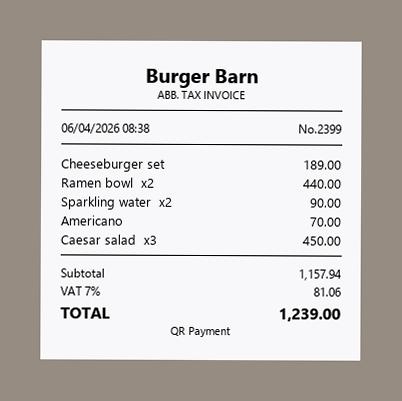 Burger Barn
ABB. TAX INVOICE
06/04/2026 08:38 No.2399
Cheeseburger set 189.00
Ramen bowl x2 440.00
Sparkling water x2 90.00
Americano 70.00
Caesar salad x3 450.00
Subtotal 1,157.94
VAT 7% 81.06
TOTAL 1,239.00
QR Payment